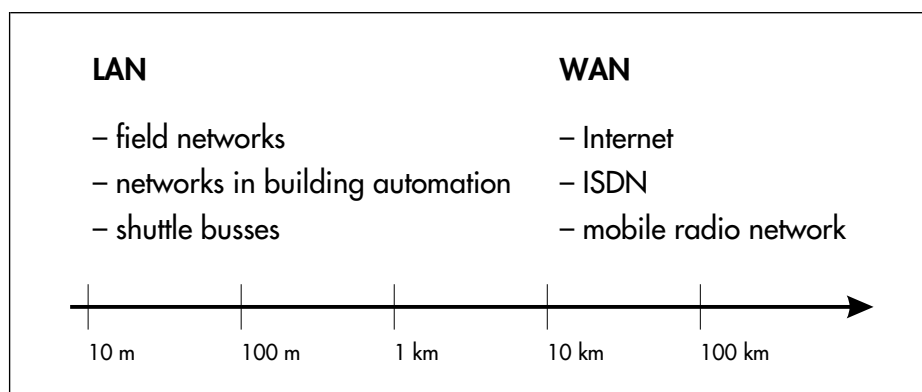 LAN
– field networks
– networks in building automation
– shuttle busses
WAN
– Internet
– ISDN
– mobile radio network
10 m 100 m 1 km 10 km 100 km